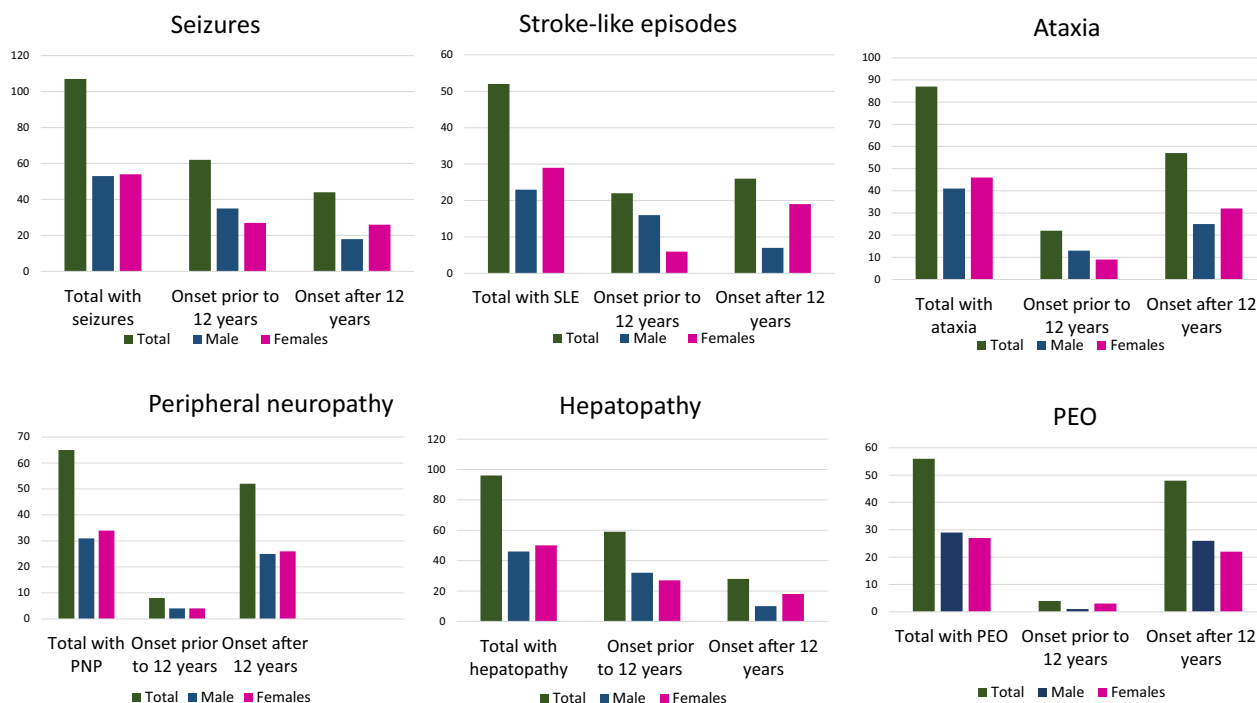 Seizures
120
100
80
60
40
20
0
Total with seizures
Onset prior to 12 years
Onset after 12 years
Total Male Females
Stroke-like episodes
60
50
40
30
20
10
0
Total with SLE
Onset prior to 12 years
Onset after 12 years
Total Male Females
Ataxia
100
90
80
70
60
50
40
30
20
10
0
Total with ataxia
Onset prior to 12 years
Onset after 12 years
Total Male Females
Peripheral neuropathy
70
60
50
40
30
20
10
0
Total with PNP
Onset prior to 12 years
Onset after 12 years
Total Male Females
Hepatopathy
120
100
80
60
40
20
0
Total with hepatopathy
Onset prior to 12 years
Onset after 12 years
Total Male Females
PEO
60
50
40
30
20
10
0
Total with PEO
Onset prior to 12 years
Onset after 12 years
Total Male Females